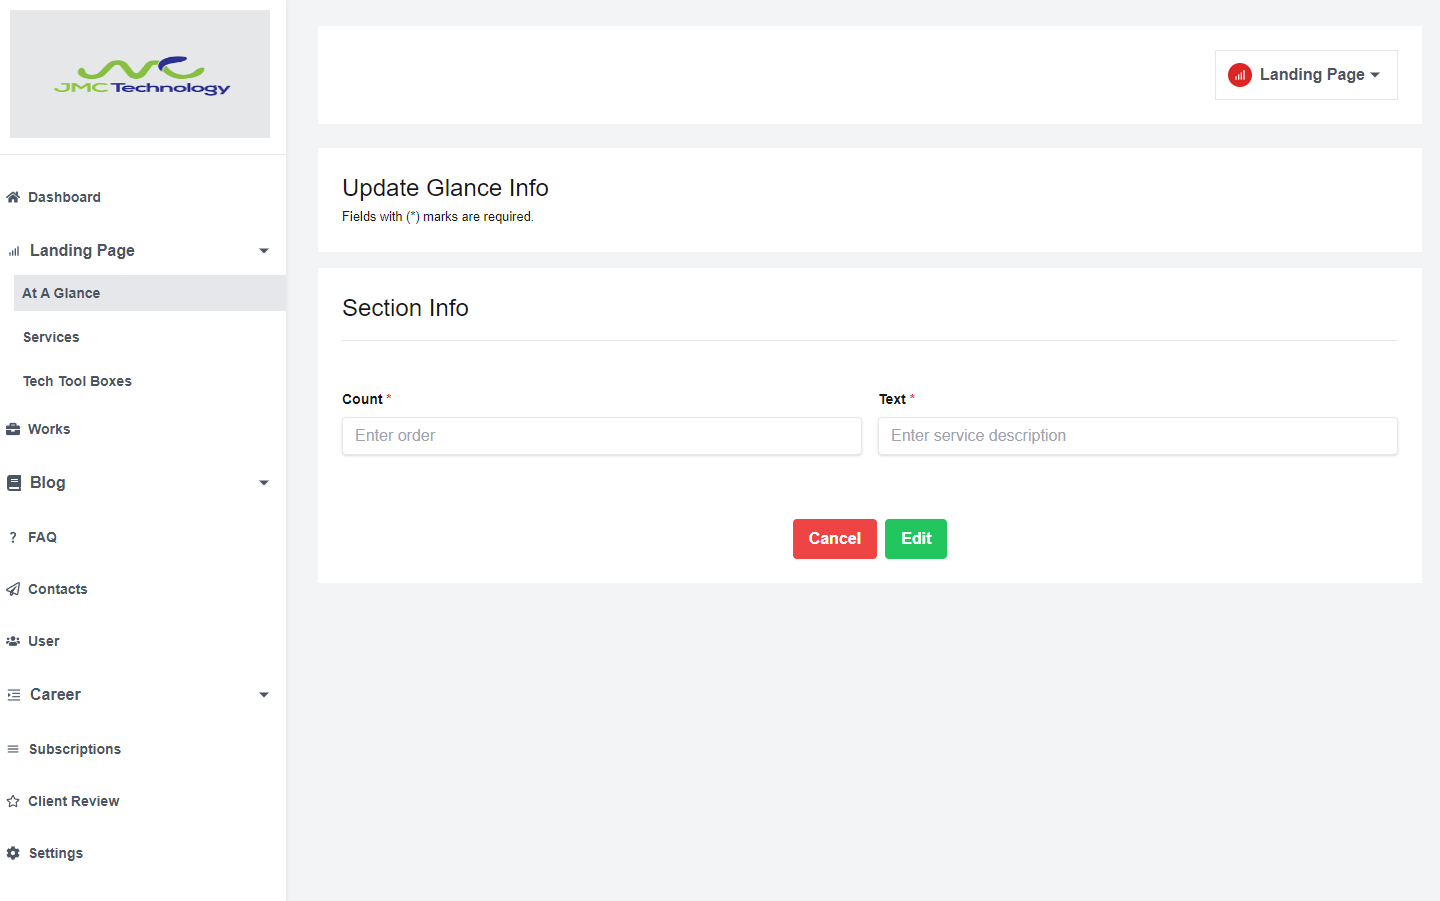 JMC Technology
Landing Page
Dashboard
Landing Page
At A Glance
Services
Tech Tool Boxes
Works
Blog
? FAQ
Contacts
User
Career
Subscriptions
Client Review
Settings
Update Glance Info
Fields with (*) marks are required.
Section Info
Count *
Text *
Enter order
Enter service description
Cancel
Edit